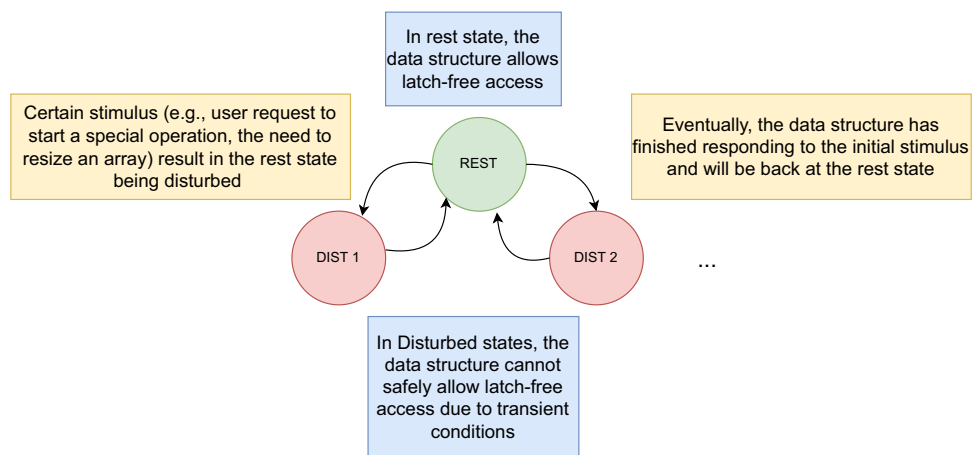 In rest state, the
data structure allows
latch-free access
Certain stimulus (e.g., user request to
start a special operation, the need to
resize an array) result in the rest state
being disturbed
REST
Eventually, the data structure has
finished responding to the initial stimulus
and will be back at the rest state
DIST 1
DIST 2
...
In Disturbed states, the
data structure cannot
safely allow latch-free
access due to transient
conditions